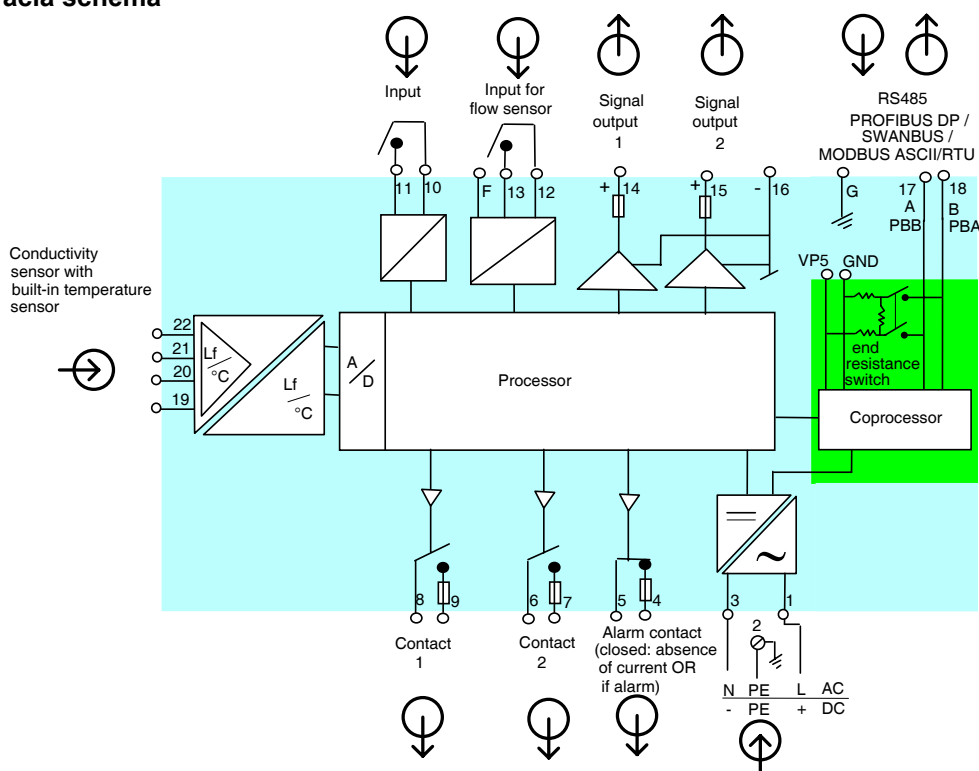 Input
Input for
flow sensor
Signal
output
1
Signal
output
2
RS485
PROFIBUS DP /
SWANBUS /
MODBUS ASCII/RTU
11 10
F 13 12
+ 14
+ 15
- 16
G
17
A
PBB
18
B
PBA
VP5 GND
Conductivity
sensor with
built-in temperature
sensor
22
21
20
19
Lf
/
°C
Lf
/
°C
A
/
D
Processor
end
resistance
switch
Coprocessor
8 9
6 7
5 4
3 1
2
Contact
1
Contact
2
Alarm contact
(closed: absence
of current OR
if alarm)
N PE L AC
- PE + DC